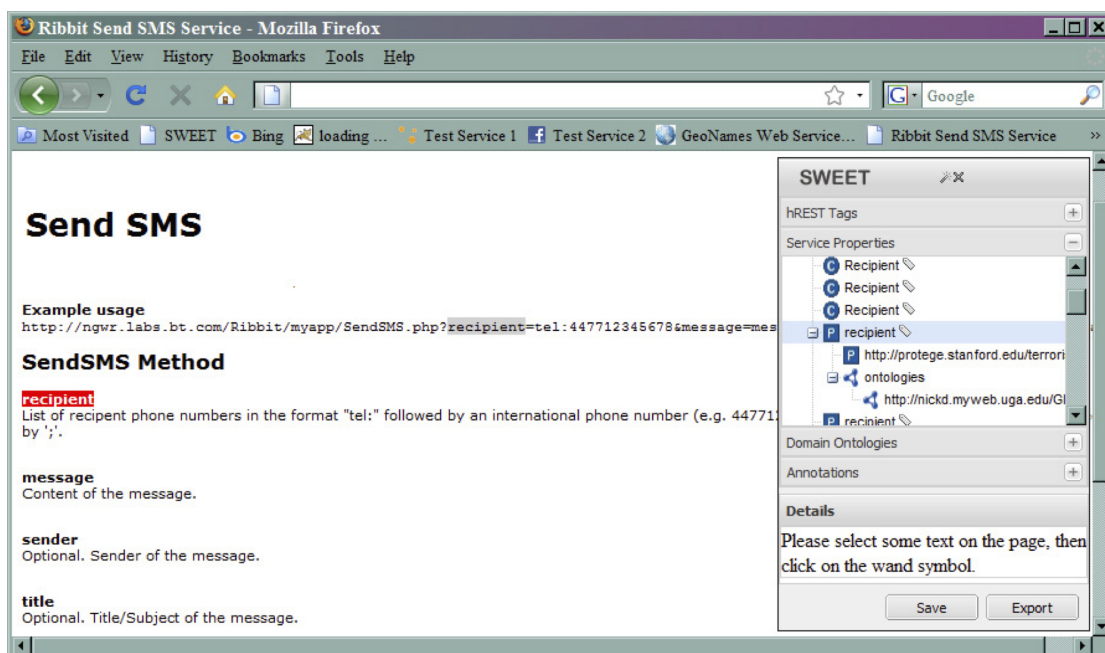 Ribbit Send SMS Service - Mozilla Firefox
File Edit View History Bookmarks Tools Help
G Google
Most Visited SWEET Bing loading ... Test Service 1 Test Service 2 GeoNames Web Service... Ribbit Send SMS Service »
Send SMS
Example usage
http://ngwr.labs.bt.com/Ribbit/myapp/SendSMS.php?recipient=tel:447712345678&message=mes
SendSMS Method
recipient
List of recipent phone numbers in the format "tel:" followed by an international phone number (e.g. 44771
by ';'.
message
Content of the message.
sender
Optional. Sender of the message.
title
Optional. Title/Subject of the message.
SWEET
hREST Tags
Service Properties
C Recipient
C Recipient
C Recipient
P recipient
P http://protege.stanford.edu/terrori
ontologies
http://nickd.myweb.uga.edu/Gl
P recipient
Domain Ontologies
Annotations
Details
Please select some text on the page, then
click on the wand symbol.
Save Export